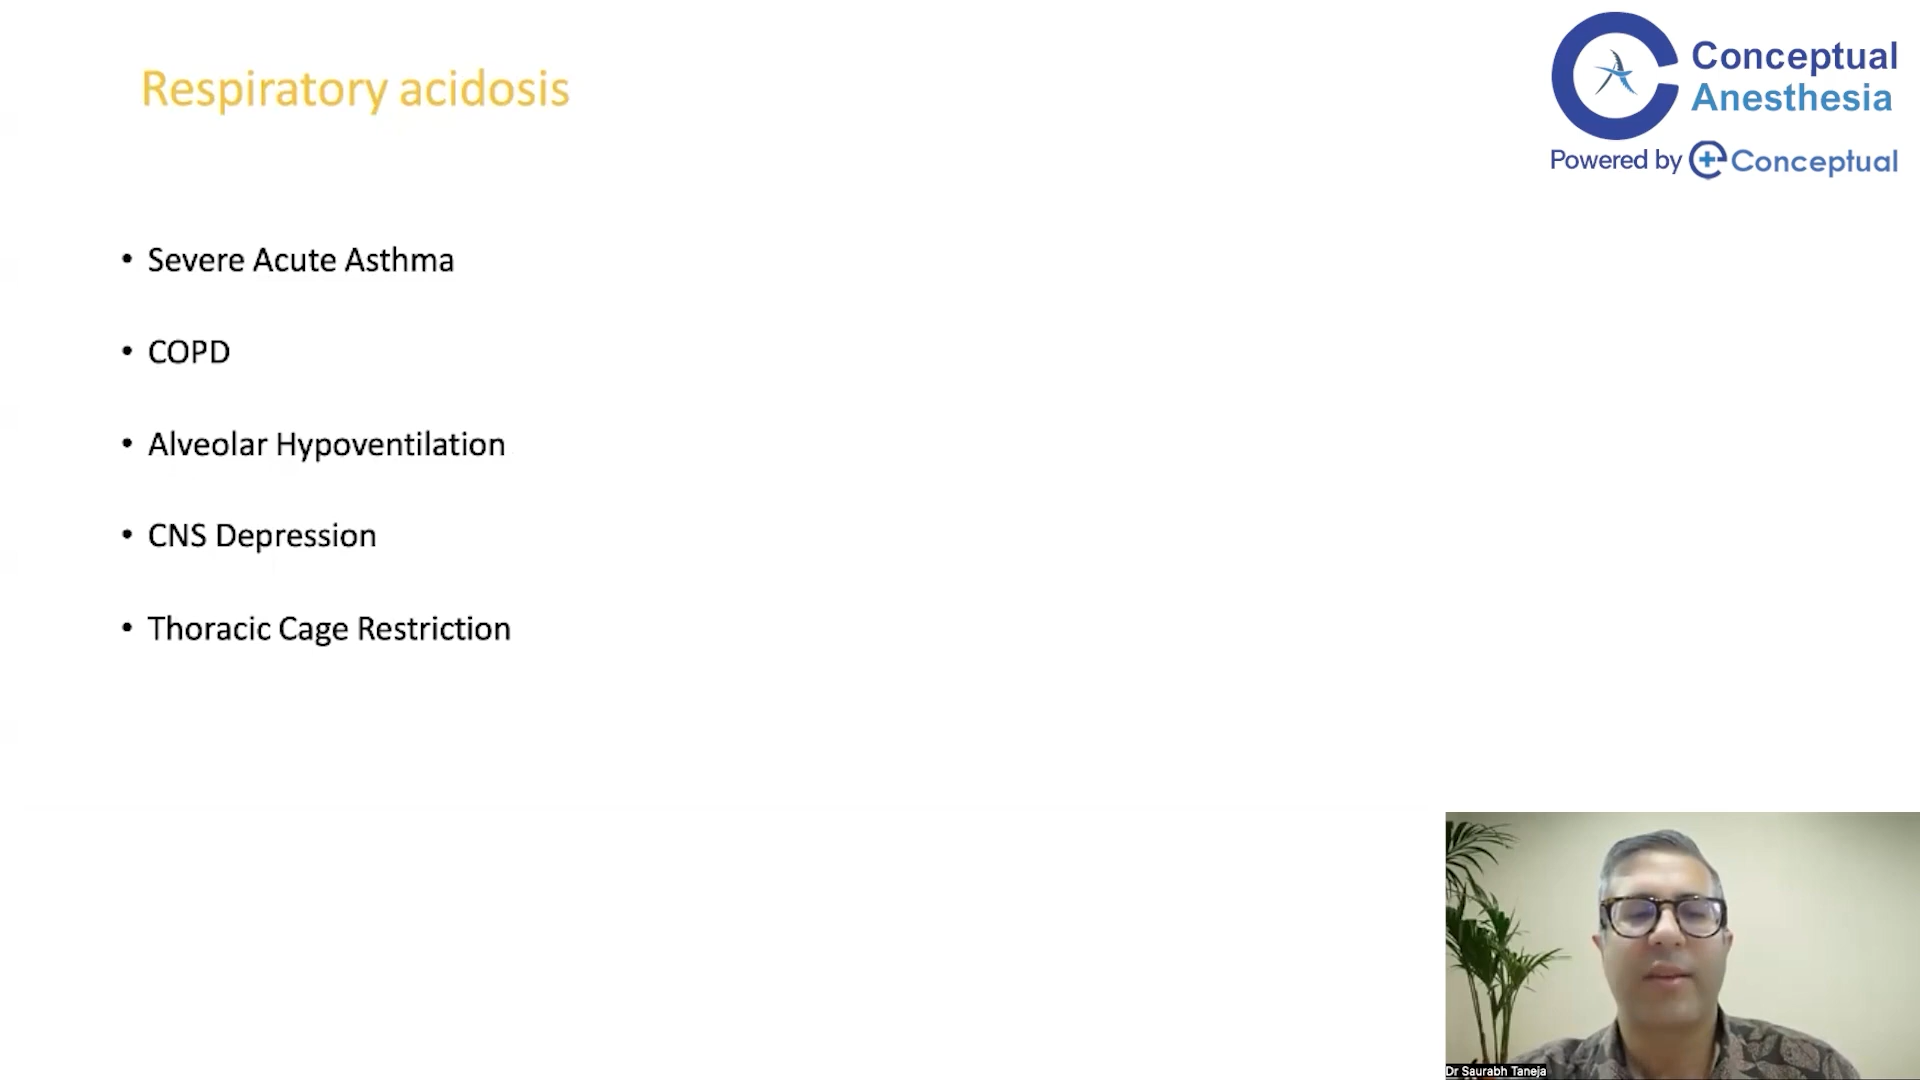 Respiratory acidosis
Conceptual
Anesthesia
Powered by Conceptual
• Severe Acute Asthma
• COPD
• Alveolar Hypoventilation
• CNS Depression
• Thoracic Cage Restriction
Dr Saurabh Taneja